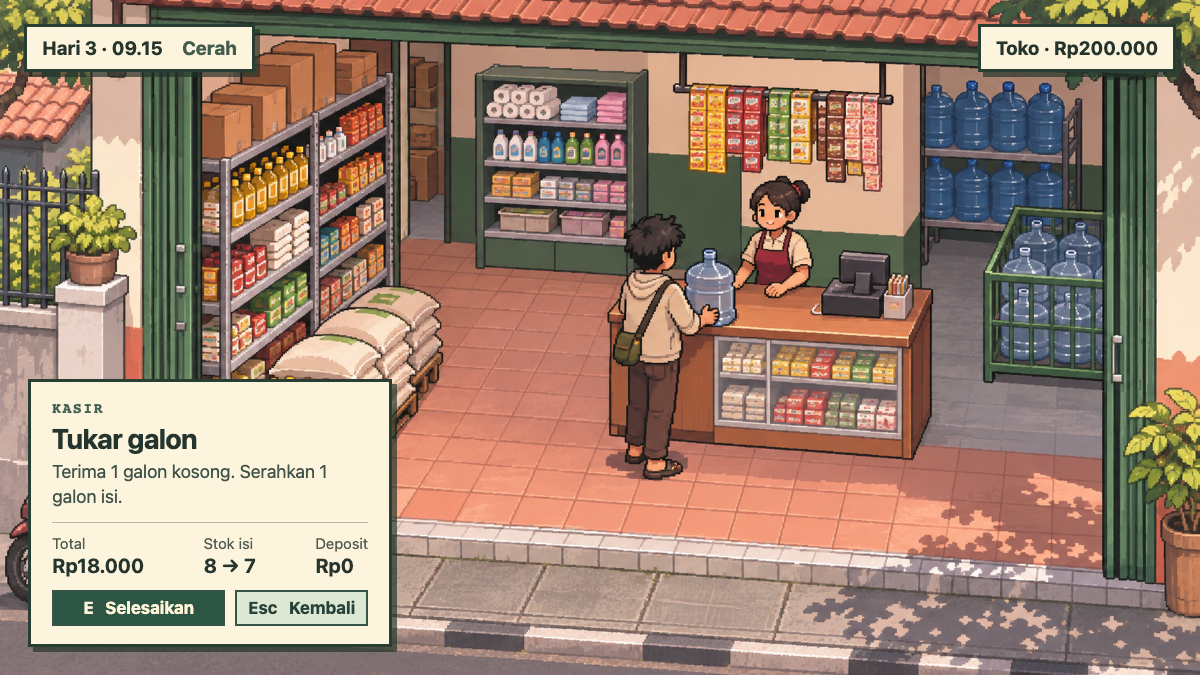 Hari 3 · 09.15 Cerah
Toko · Rp200.000
KASIR
Tukar galon
Terima 1 galon kosong. Serahkan 1
galon isi.
Total Stok isi Deposit
Rp18.000 8 → 7 Rp0
E Selesaikan Esc Kembali